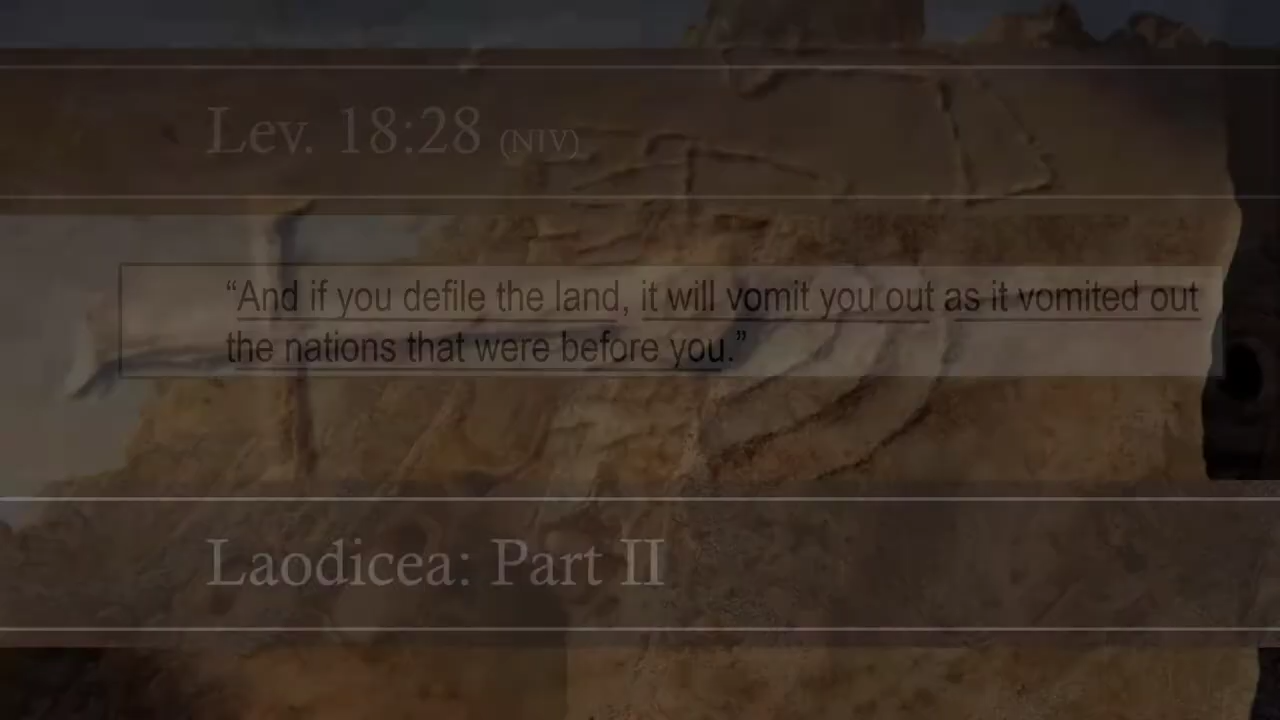 Lev. 18:28 (NIV)
“And if you defile the land, it will vomit you out as it vomited out
the nations that were before you.”
Laodicea: Part II